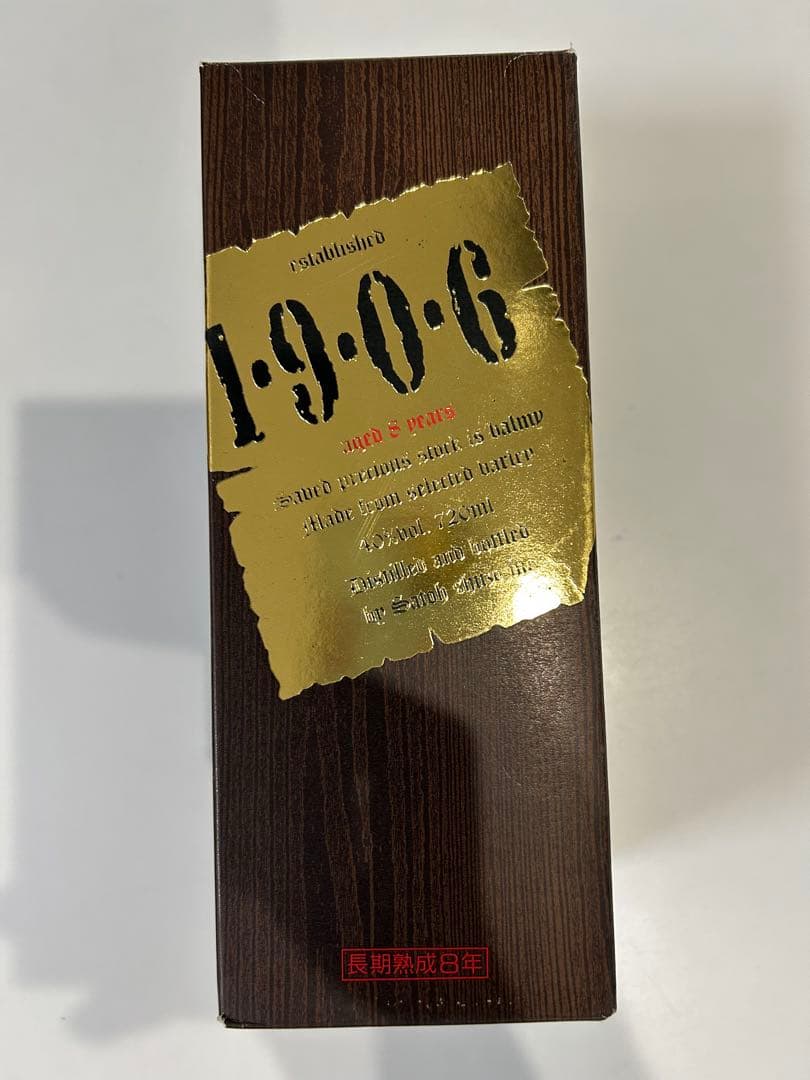 established
1·9·0·6
aged 8 years
Saved precious stock is balmy
Made from selected barley
40%vol. 720ml
Distilled and bottled
by Satoh shuzo
長期熟成8年